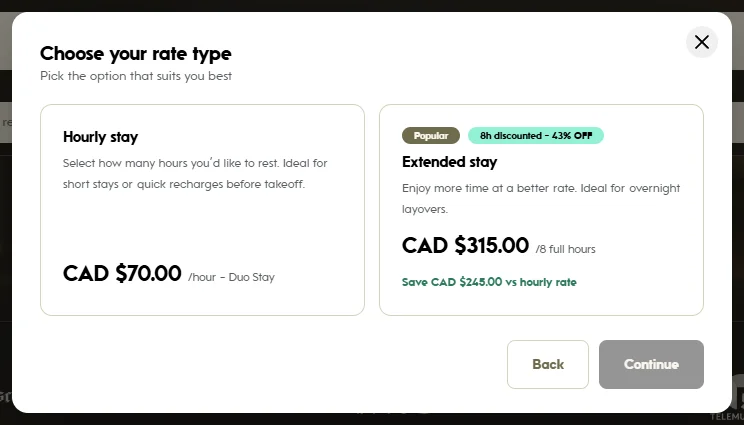 Choose your rate type
Pick the option that suits you best
Hourly stay
Select how many hours you'd like to rest. Ideal for
short stays or quick recharges before takeoff.
CAD $70.00 /hour – Duo Stay
Popular
8h discounted – 43% OFF
Extended stay
Enjoy more time at a better rate. Ideal for overnight
layovers.
CAD $315.00 /8 full hours
Save CAD $245.00 vs hourly rate
Back
Continue
re